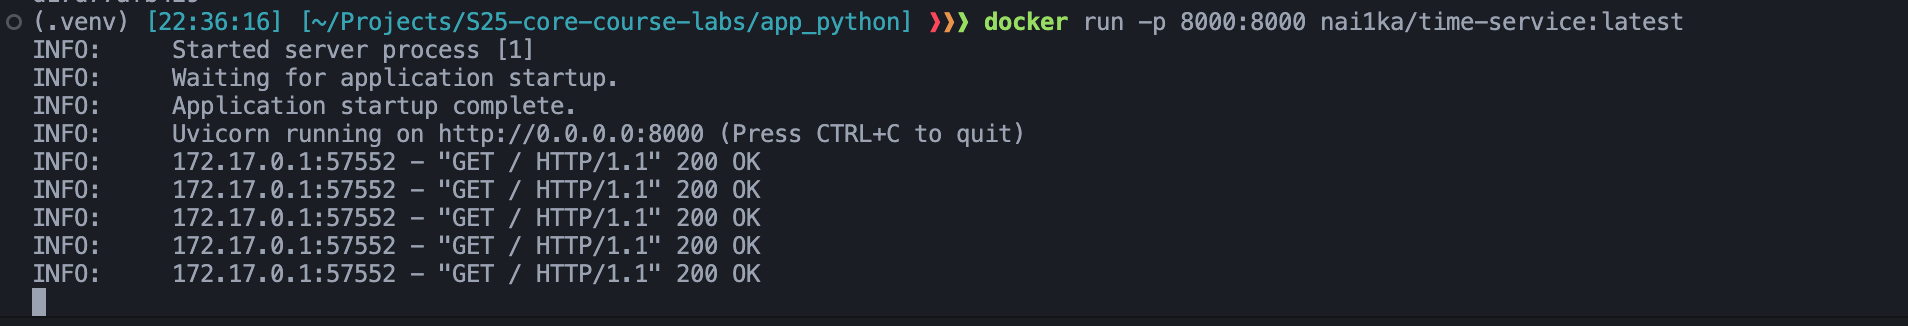 (.venv) [22:36:16] [~/Projects/S25-core-course-labs/app_python] ❯❯❯ docker run -p 8000:8000 nai1ka/time-service:latest
INFO:     Started server process [1]
INFO:     Waiting for application startup.
INFO:     Application startup complete.
INFO:     Uvicorn running on http://0.0.0.0:8000 (Press CTRL+C to quit)
INFO:     172.17.0.1:57552 - "GET / HTTP/1.1" 200 OK
INFO:     172.17.0.1:57552 - "GET / HTTP/1.1" 200 OK
INFO:     172.17.0.1:57552 - "GET / HTTP/1.1" 200 OK
INFO:     172.17.0.1:57552 - "GET / HTTP/1.1" 200 OK
INFO:     172.17.0.1:57552 - "GET / HTTP/1.1" 200 OK